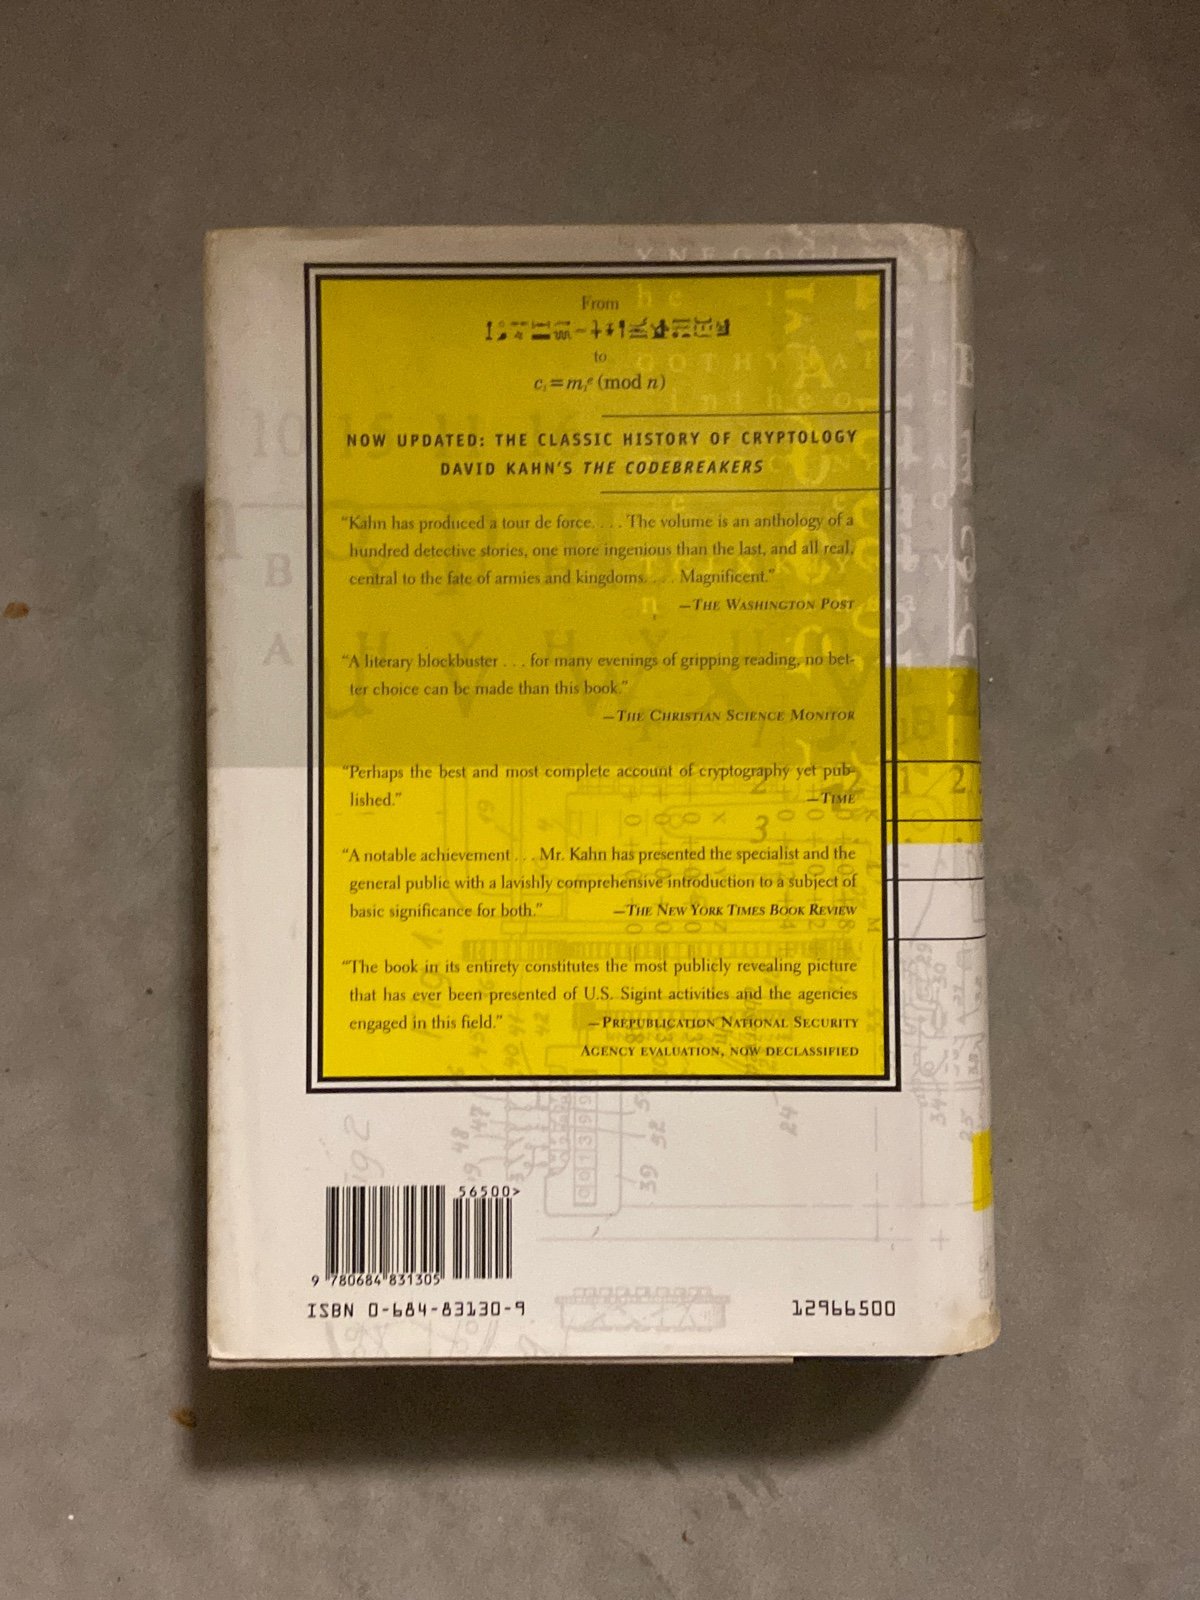 From
to
cᵢ = mᵢᵉ (mod n)
NOW UPDATED: THE CLASSIC HISTORY OF CRYPTOLOGY
DAVID KAHN'S THE CODEBREAKERS
“Kahn has produced a tour de force. . . . The volume is an anthology of a
hundred detective stories, one more ingenious than the last, and all real,
central to the fate of armies and kingdoms. . . . Magnificent.”
—THE WASHINGTON POST
“A literary blockbuster . . . for many evenings of gripping reading, no bet-
ter choice can be made than this book.”
—THE CHRISTIAN SCIENCE MONITOR
“Perhaps the best and most complete account of cryptography yet pub-
lished.” —TIME
“A notable achievement . . . Mr. Kahn has presented the specialist and the
general public with a lavishly comprehensive introduction to a subject of
basic significance for both.” —THE NEW YORK TIMES BOOK REVIEW
“The book in its entirety constitutes the most publicly revealing picture
that has ever been presented of U.S. Sigint activities and the agencies
engaged in this field.” —PREPUBLICATION NATIONAL SECURITY
AGENCY EVALUATION, NOW DECLASSIFIED
56500>
9 780684 831305
ISBN 0-684-83130-9 12966500